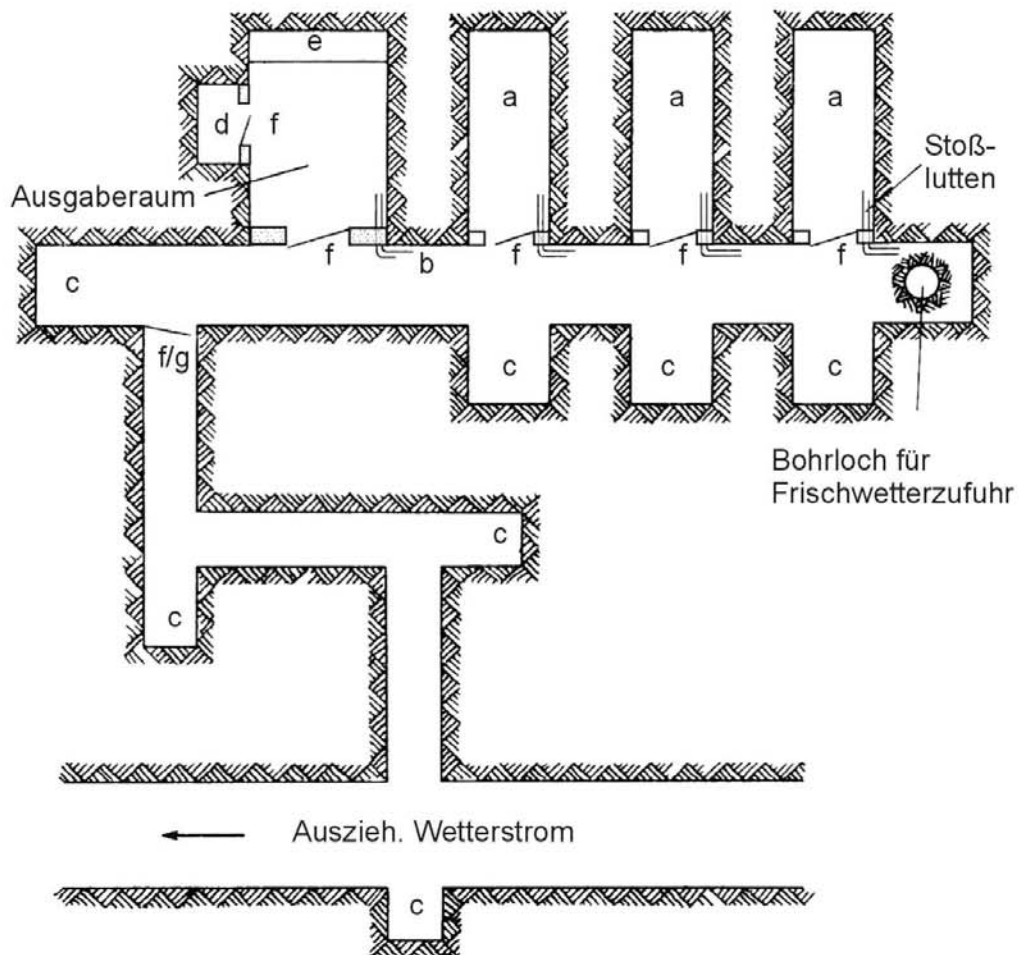 e
a
a
a
d
f
Stoß-
lutten
Ausgaberaum
f
b
f
f
f
c
f/g
c
c
c
Bohrloch für
Frischwetterzufuhr
c
c
Auszieh. Wetterstrom
c